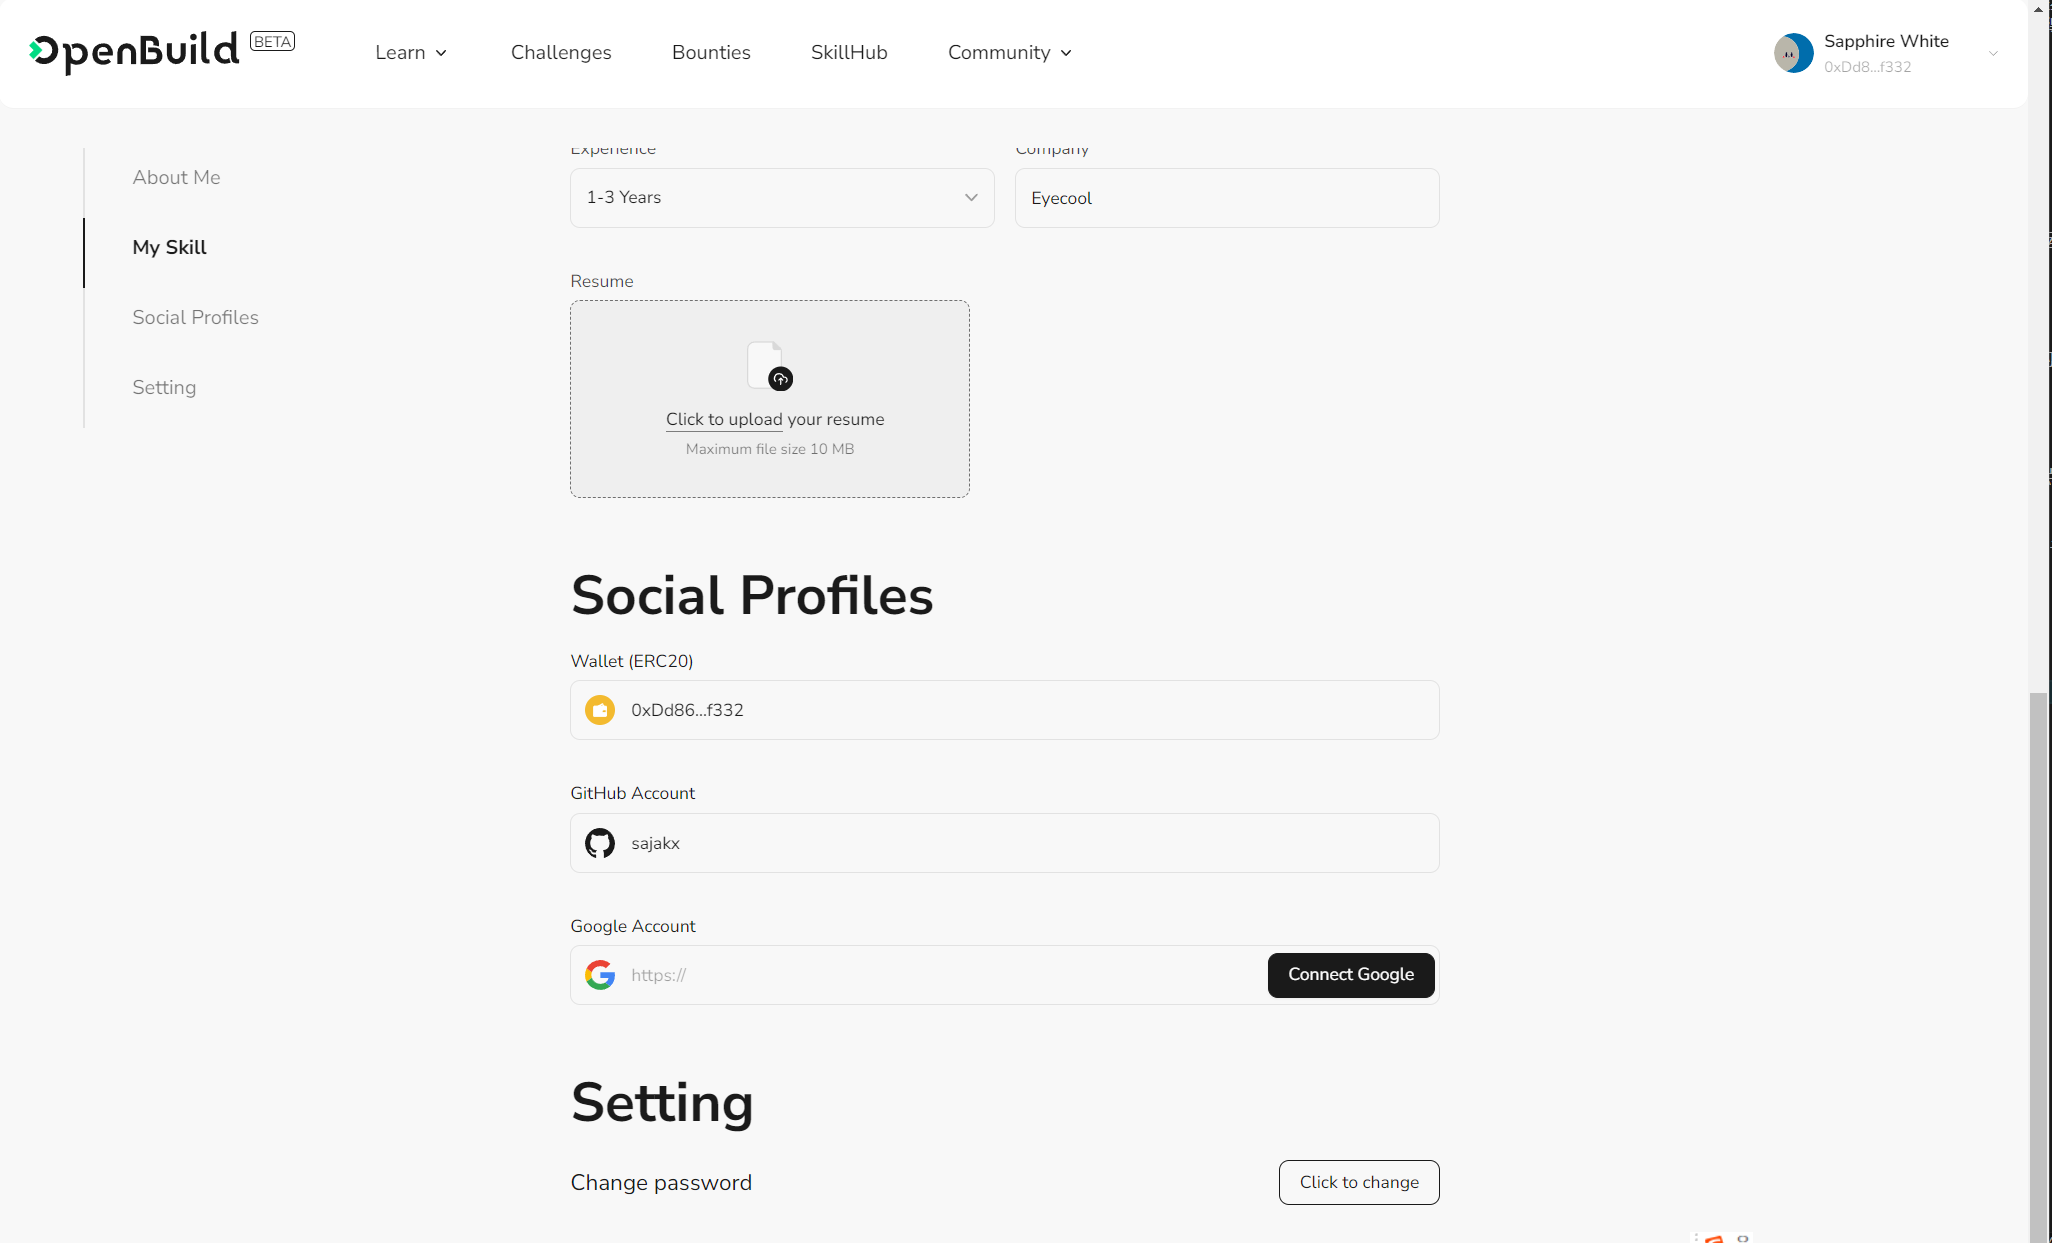 OpenBuild BETA
Learn
Challenges
Bounties
SkillHub
Community
Sapphire White
0xDd8...f332
About Me
My Skill
Social Profiles
Setting
Experience
Company
1-3 Years
Eyecool
Resume
Click to upload your resume
Maximum file size 10 MB
Social Profiles
Wallet (ERC20)
0xDd86...f332
GitHub Account
sajakx
Google Account
https://
Connect Google
Setting
Change password
Click to change